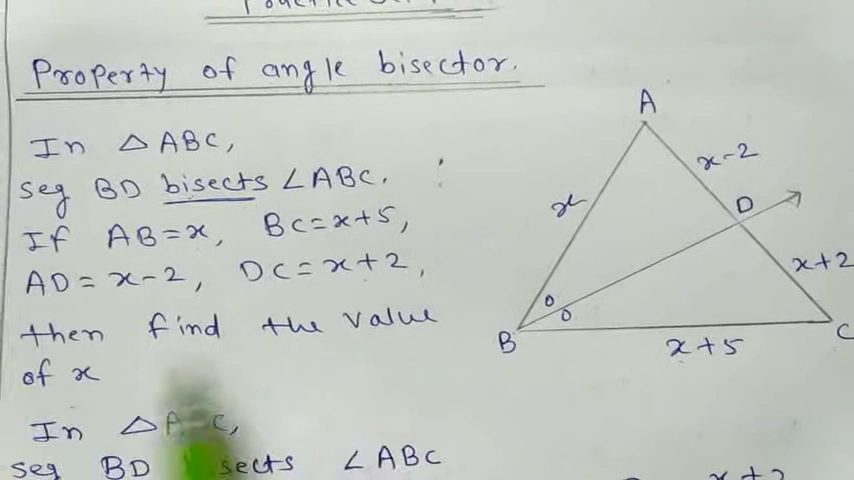 Property of angle bisector.
In △ABC,
seg BD bisects ∠ABC.
If AB=x, BC=x+5,
AD=x-2, DC=x+2,
then find the value
of x
A
x-2
x
D
x+2
B
x+5
C
In △
seg BD ∠ABC